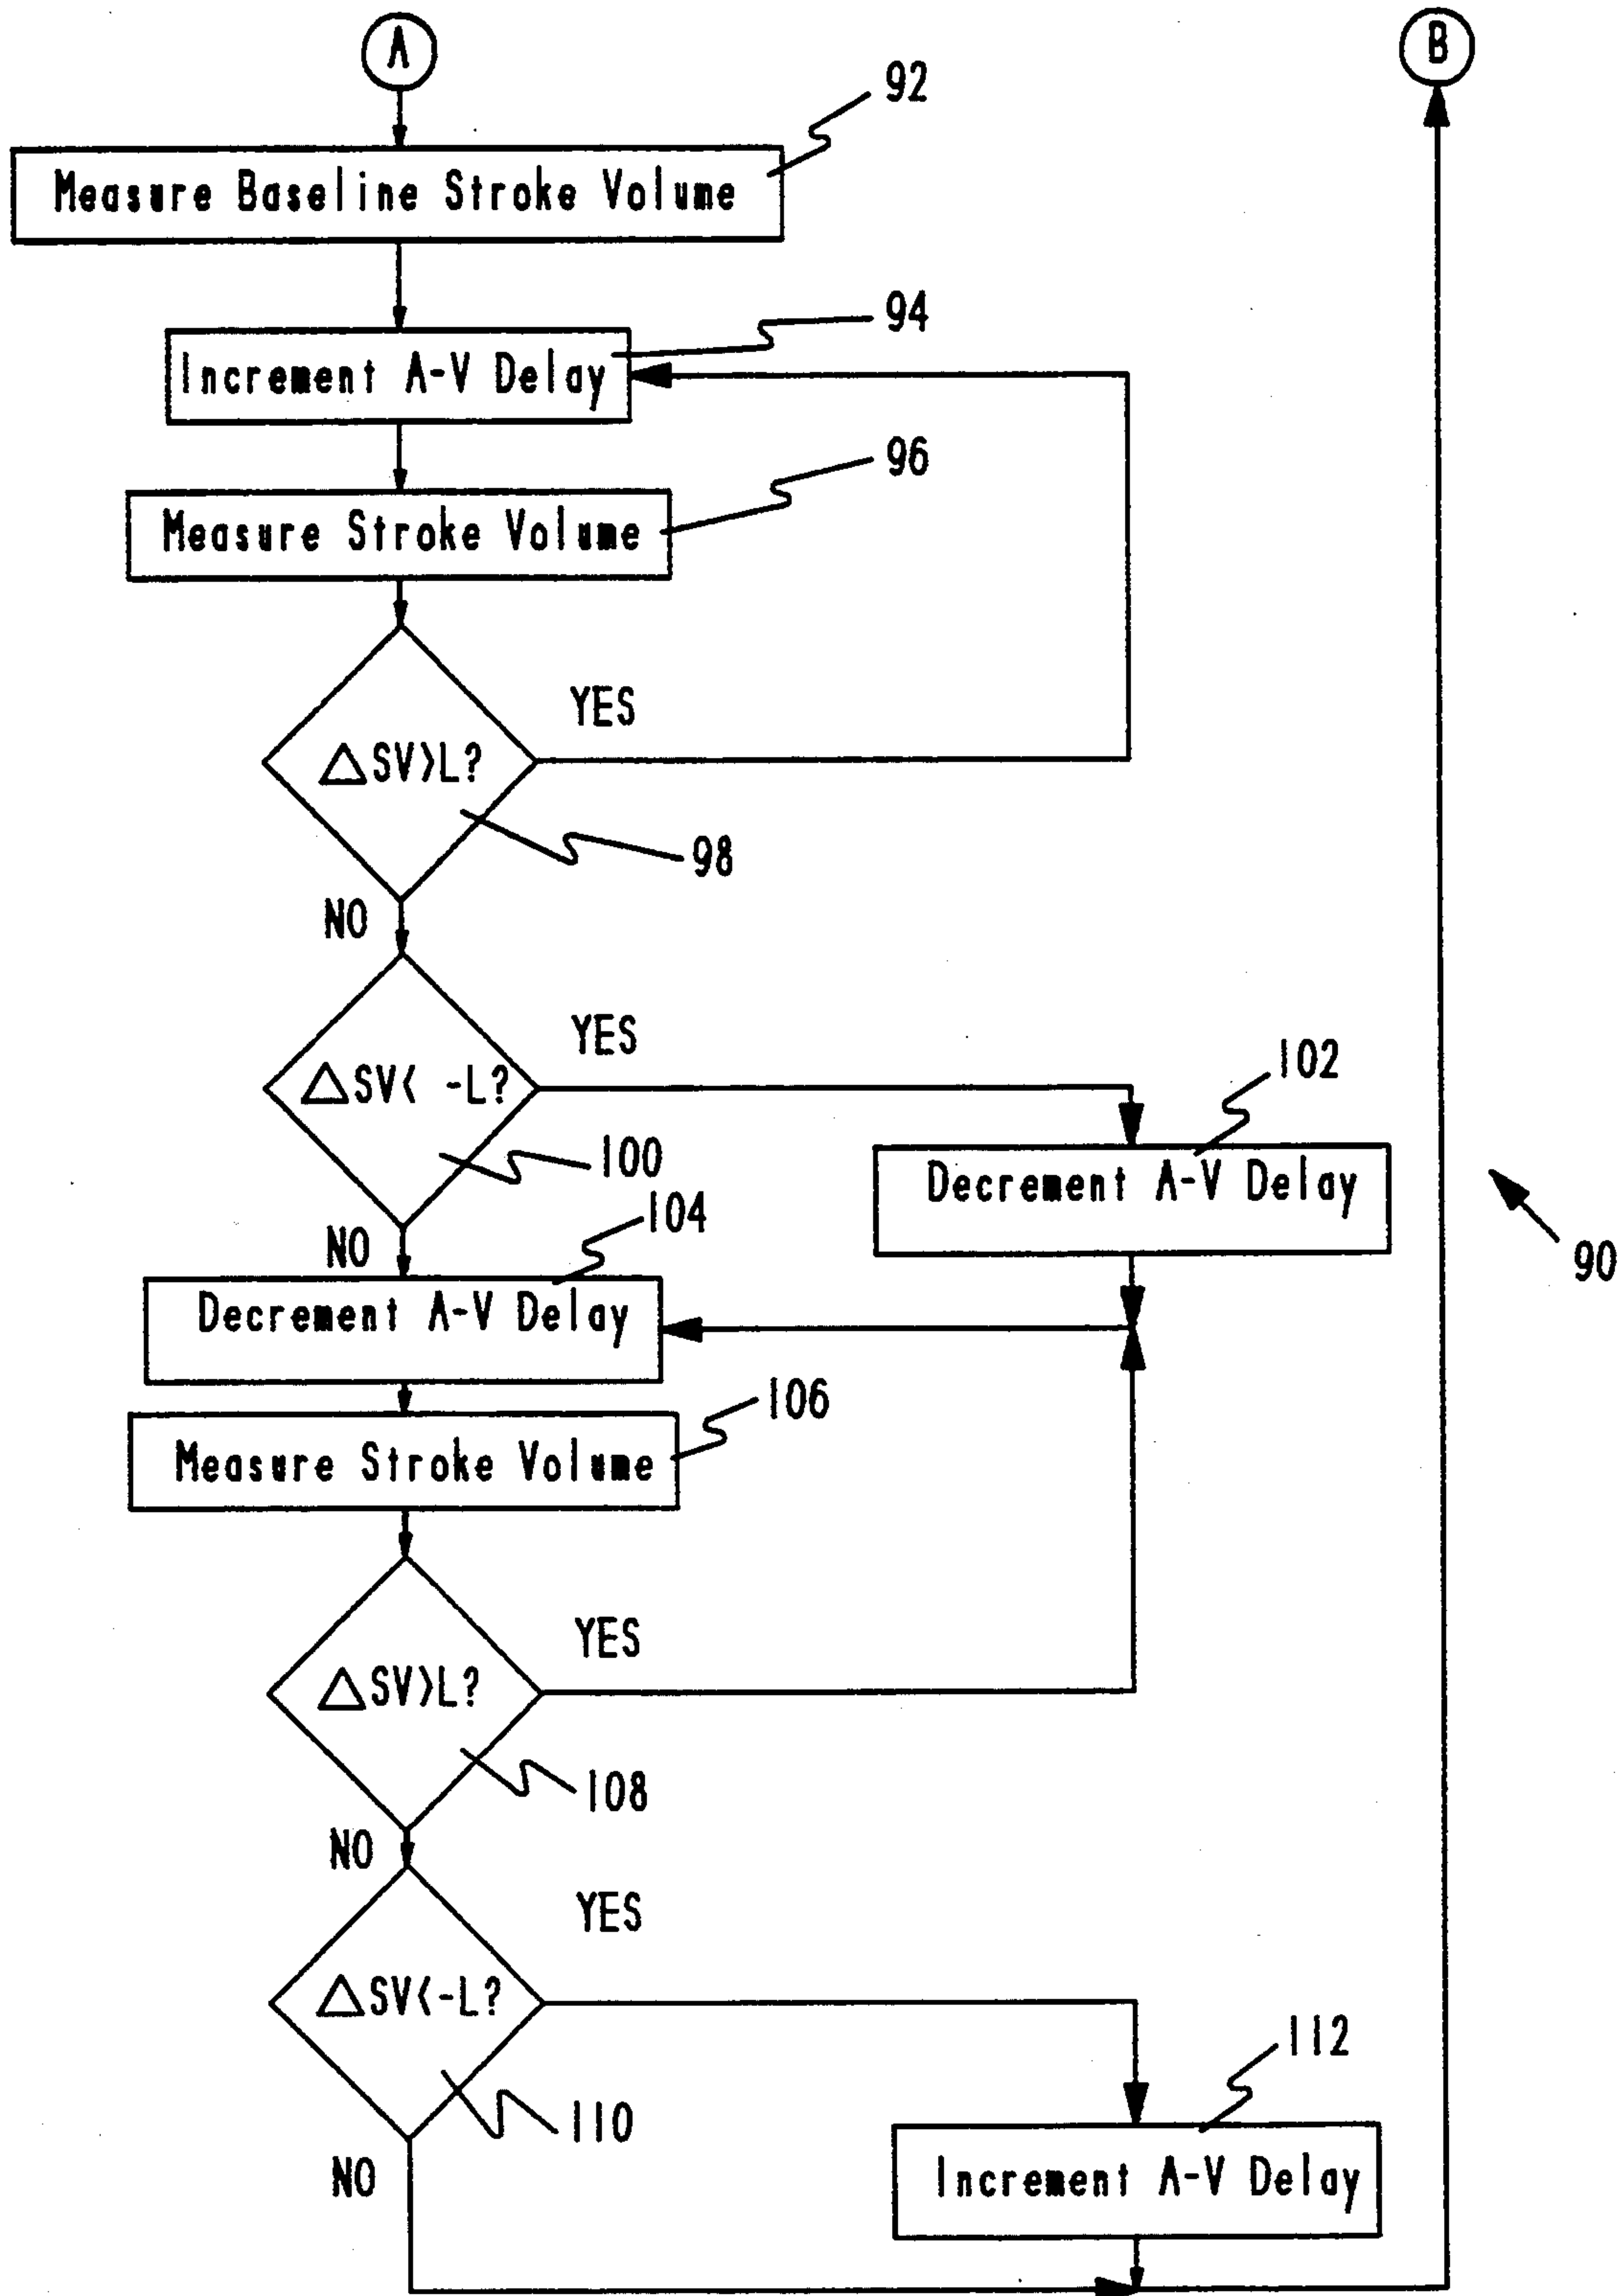 A
B
92
Measure Baseline Stroke Volume
94
Increment A-V Delay
96
Measure Stroke Volume
YES
△SV>L?
98
NO
YES
△SV< -L?
102
100
Decrement A-V Delay
104
NO
90
Decrement A-V Delay
106
Measure Stroke Volume
YES
△SV>L?
108
NO
YES
△SV<-L?
112
110
NO
Increment A-V Delay